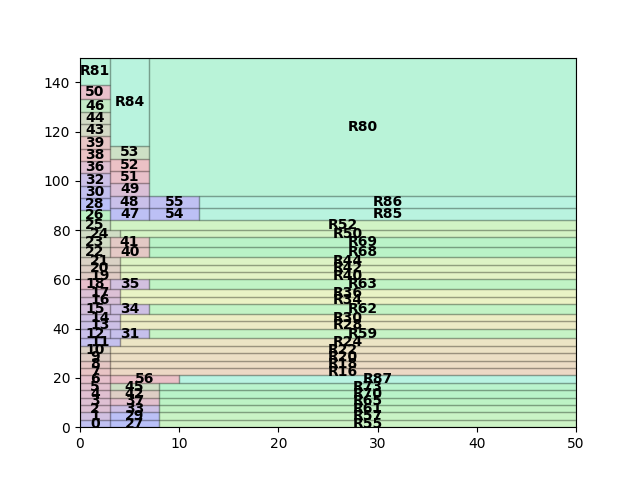 R81
140
50
R84
46
44
R80
43
120
39
53
38
52
36
51
32
100
49
30
28 48 55 R86
26 47 54 R85
25 R52
80
24 R50
23 41 R69
22 40 R68
21 R44
20 R42
19 R40
60
18 35 R63
17 R36
16 R34
15 34 R62
14 R30
13 R28
40
12 31 R59
11 R24
10 R22
9 R20
8 R18
7 R16
20 6 56 R87
5 45 R73
4 42 R70
3 37 R65
2 33 R61
1 29 R57
0 0 27 R55
0 10 20 30 40 50